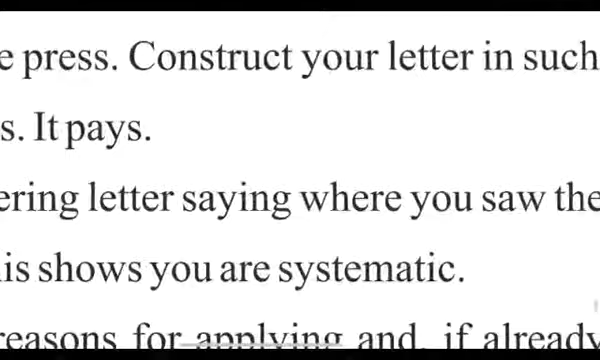 e press. Construct your letter in such
s. It pays.
ering letter saying where you saw the
is shows you are systematic.
reasons for applying and, if already